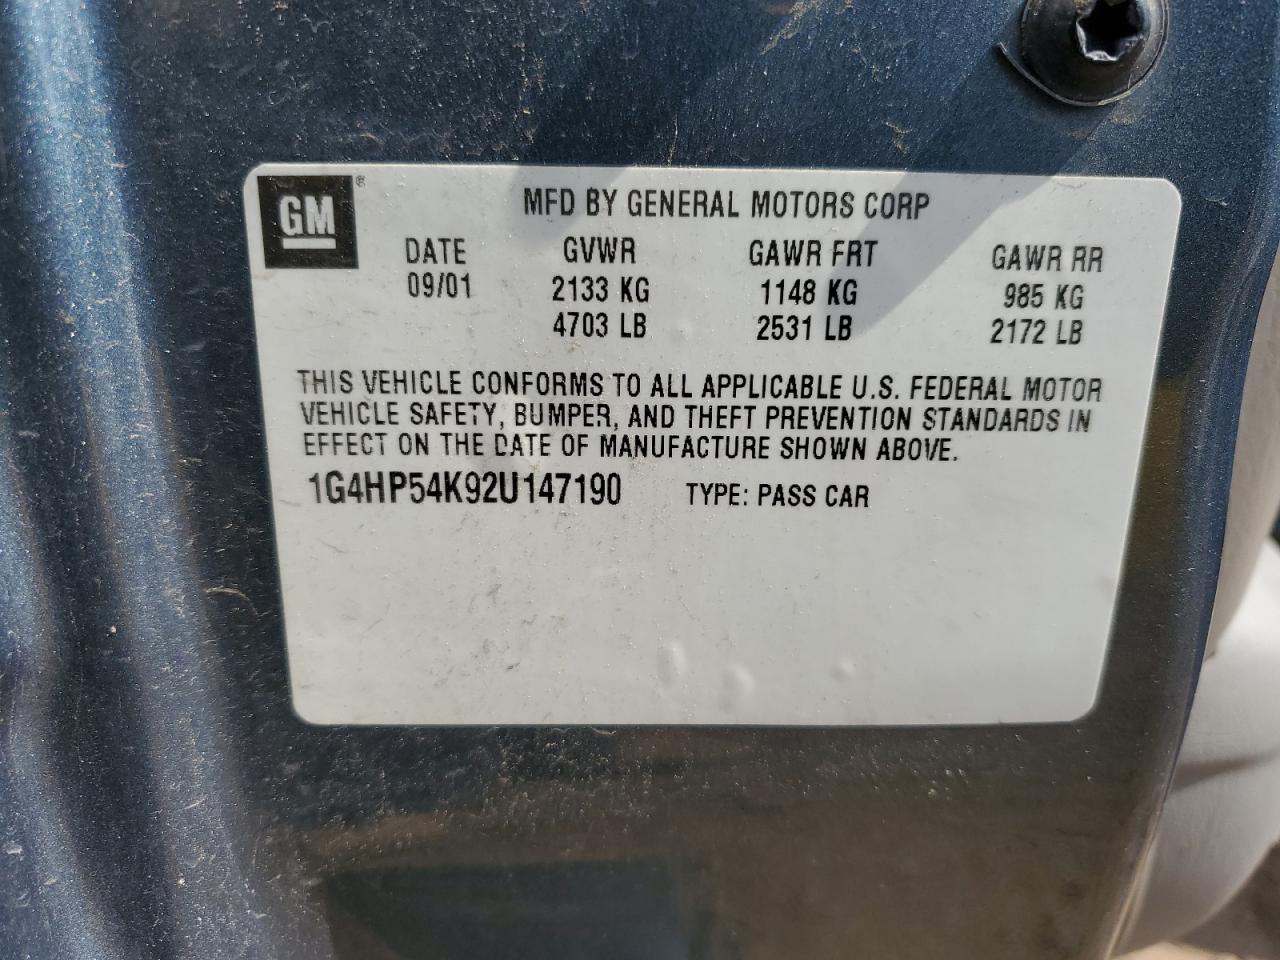 GM ®
MFD BY GENERAL MOTORS CORP
DATE GVWR GAWR FRT GAWR RR
09/01 2133 KG 1148 KG 985 KG
4703 LB 2531 LB 2172 LB
THIS VEHICLE CONFORMS TO ALL APPLICABLE U.S. FEDERAL MOTOR
VEHICLE SAFETY, BUMPER, AND THEFT PREVENTION STANDARDS IN
EFFECT ON THE DATE OF MANUFACTURE SHOWN ABOVE.
1G4HP54K92U147190 TYPE: PASS CAR